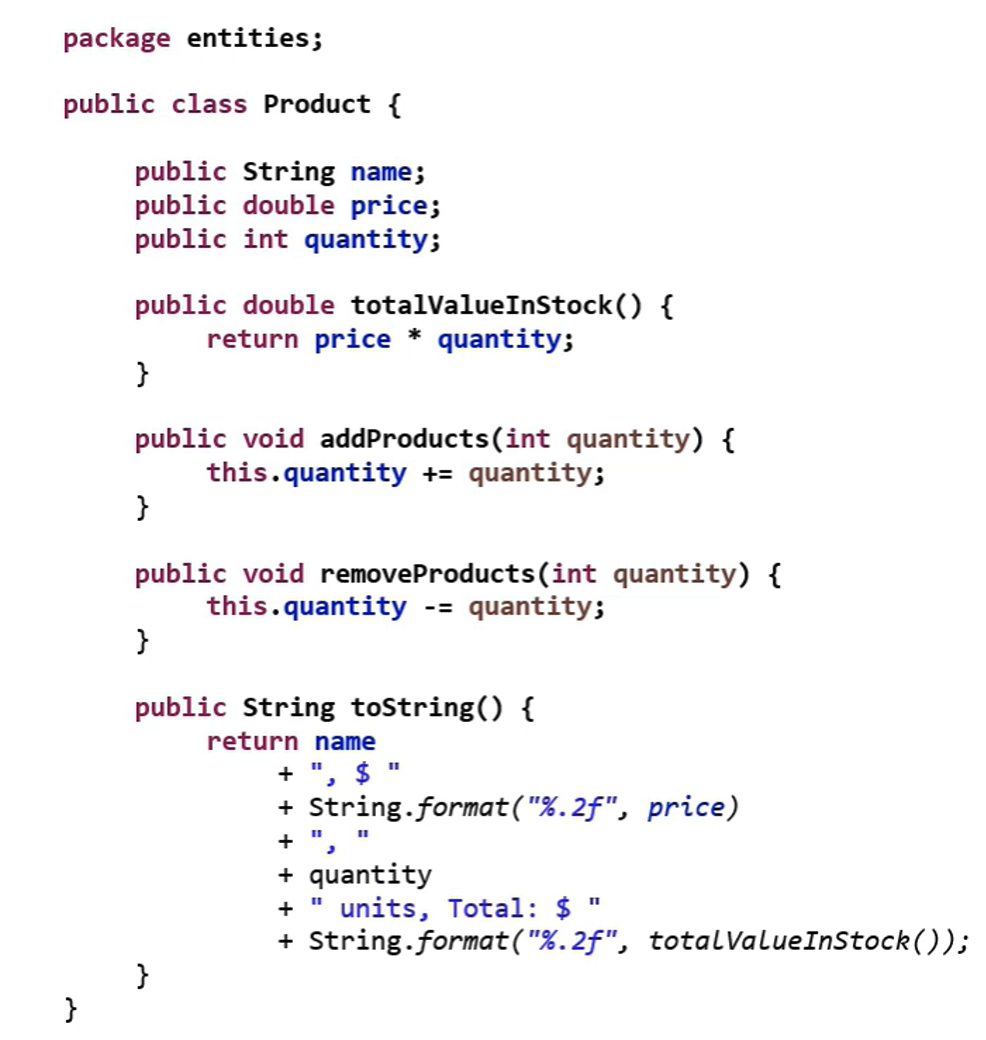 package entities;
public class Product {
public String name;
public double price;
public int quantity;
public double totalValueInStock() {
return price * quantity;
}
public void addProducts(int quantity) {
this.quantity += quantity;
}
public void removeProducts(int quantity) {
this.quantity -= quantity;
}
public String toString() {
return name
+ ", $ "
+ String.format("%.2f", price)
+ ", "
+ quantity
+ " units, Total: $ "
+ String.format("%.2f", totalValueInStock());
}
}